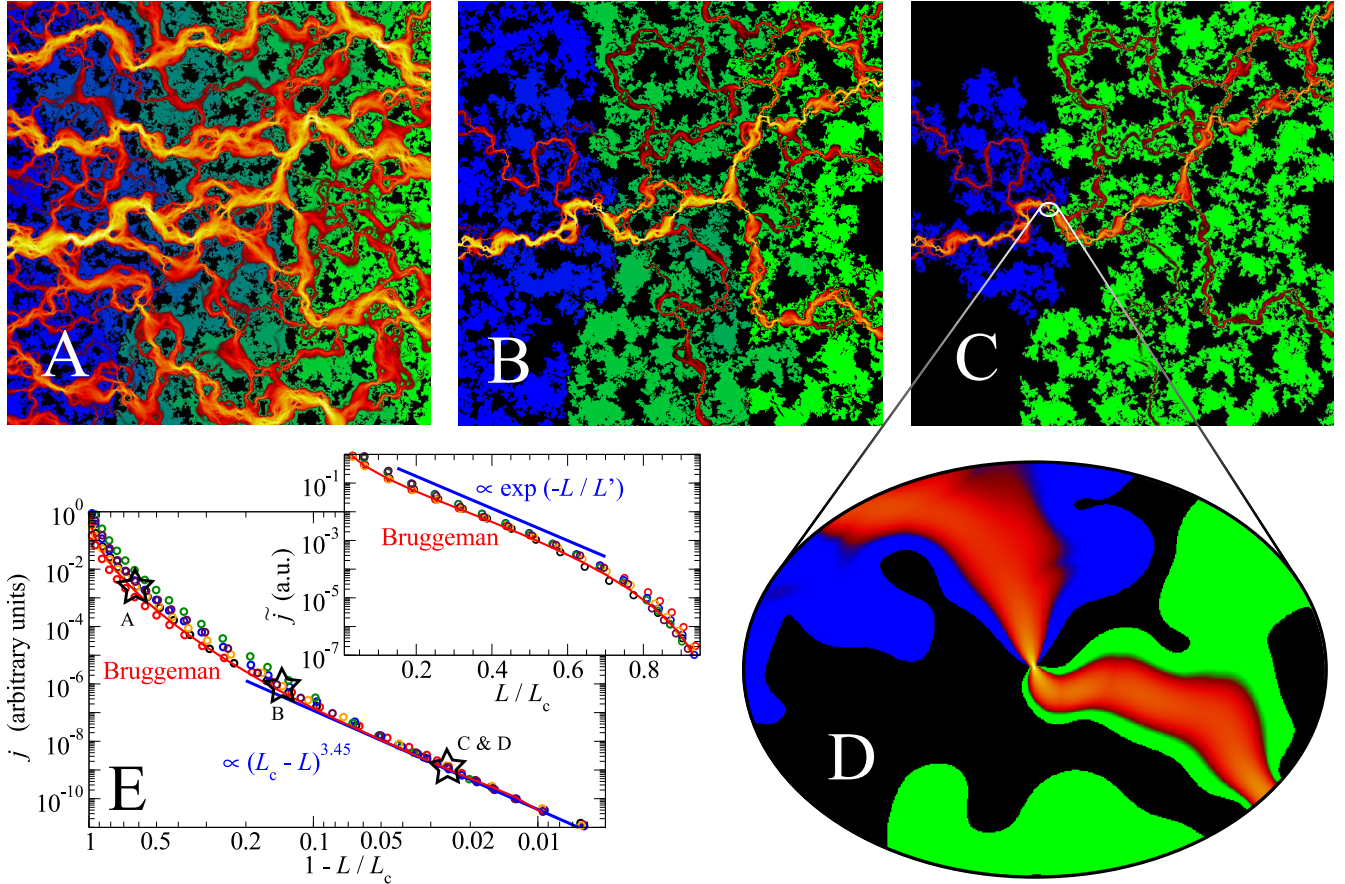 A
B
C
D
E
10^0
10^-2
10^-4
10^-6
10^-8
10^-10
j (arbitrary units)
1
0.5
0.1
0.05
0.02
0.01
1 - L / L_c
A
B
C & D
Bruggeman
∝ (L_c - L)^3.45
10^-1
10^-3
10^-5
10^-7
j̃ (a.u.)
0.2
0.4
0.6
0.8
L / L_c
∝ exp (-L / L')
Bruggeman